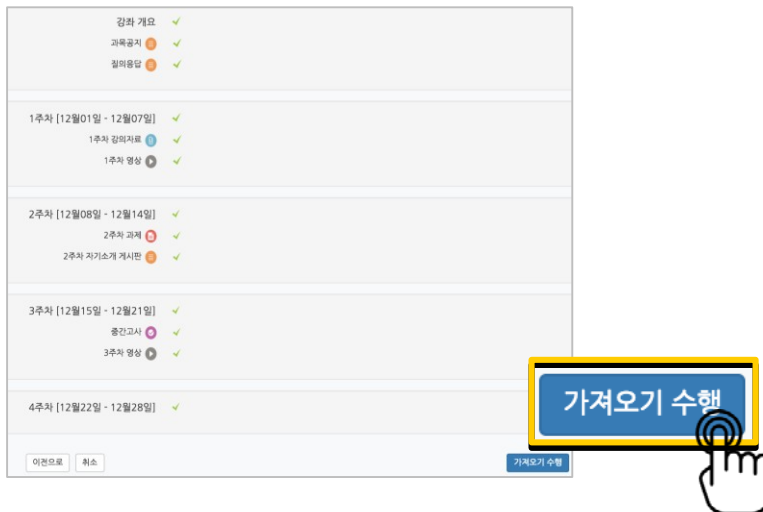 강좌 개요
과목공지
질의응답
1주차 [12월01일 - 12월07일]
1주차 강의자료
1주차 영상
2주차 [12월08일 - 12월14일]
2주차 과제
2주차 자기소개 게시판
3주차 [12월15일 - 12월21일]
중간고사
3주차 영상
4주차 [12월22일 - 12월28일]
가져오기 수행
이전으로 취소 가져오기 수행